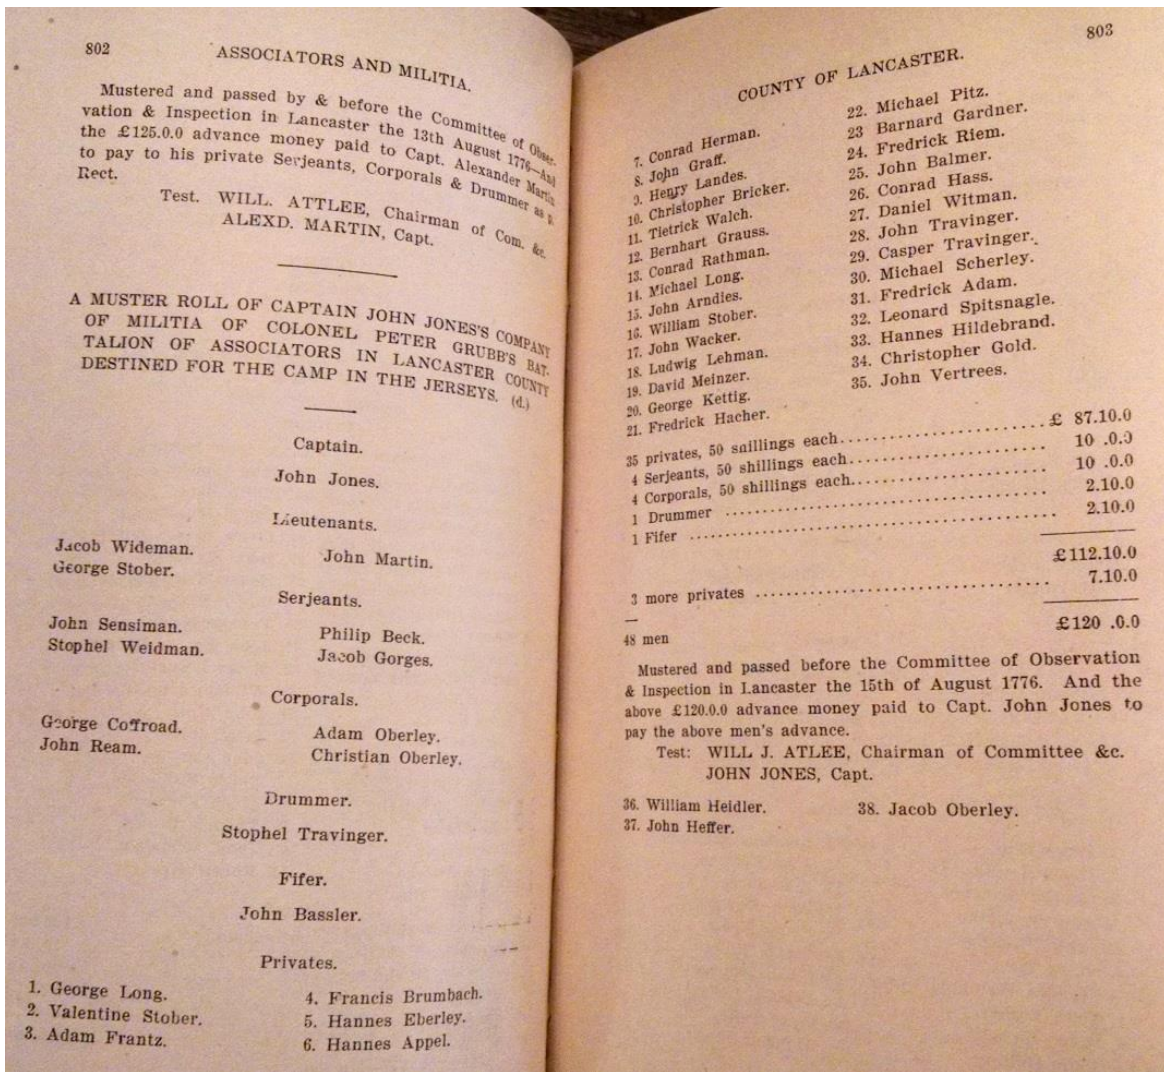 802
ASSOCIATORS AND MILITIA.
Mustered and passed by & before the Committee of Obser-
vation & Inspection in Lancaster the 13th August 1776—And
the £125.0.0 advance money paid to Capt. Alexander Martin
to pay to his private Serjeants, Corporals & Drummer as p.
Rect.
Test. WILL. ATTLEE, Chairman of Com. &c.
ALEXD. MARTIN, Capt.
A MUSTER ROLL OF CAPTAIN JOHN JONES'S COMPANY
OF MILITIA OF COLONEL PETER GRUBB'S BAT-
TALION OF ASSOCIATORS IN LANCASTER COUNTY
DESTINED FOR THE CAMP IN THE JERSEYS. (d.)
Captain.
John Jones.
Lieutenants.
Jacob Wideman. John Martin.
George Stober.
Serjeants.
John Sensiman. Philip Beck.
Stophel Weidman. Jacob Gorges.
Corporals.
George Coffroad. Adam Oberley.
John Ream. Christian Oberley.
Drummer.
Stophel Travinger.
Fifer.
John Bassler.
Privates.
1. George Long. 4. Francis Brumbach.
2. Valentine Stober. 5. Hannes Eberley.
3. Adam Frantz. 6. Hannes Appel.
803
COUNTY OF LANCASTER.
7. Conrad Herman. 22. Michael Pitz.
8. John Graff. 23 Barnard Gardner.
9. Henry Landes. 24. Fredrick Riem.
10. Christopher Bricker. 25. John Balmer.
11. Tietrick Walch. 26. Conrad Hass.
12. Bernhart Grauss. 27. Daniel Witman.
13. Conrad Rathman. 28. John Travinger.
14. Michael Long. 29. Casper Travinger.
15. John Arndies. 30. Michael Scherley.
16. William Stober. 31. Fredrick Adam.
17. John Wacker. 32. Leonard Spitsnagle.
18. Ludwig Lehman. 33. Hannes Hildebrand.
19. David Meinzer. 34. Christopher Gold.
20. George Kettig. 35. John Vertrees.
21. Fredrick Hacher.
35 privates, 50 snillings each £ 87.10.0
4 Serjeants, 50 shillings each 10 .0.0
4 Corporals, 50 shillings each 10 .0.0
1 Drummer 2.10.0
1 Fifer 2.10.0
£112.10.0
3 more privates 7.10.0
£120 .0.0
48 men
Mustered and passed before the Committee of Observation
& Inspection in Lancaster the 15th of August 1776. And the
above £120.0.0 advance money paid to Capt. John Jones to
pay the above men's advance.
Test: WILL J. ATLEE, Chairman of Committee &c.
JOHN JONES, Capt.
36. William Heidler. 38. Jacob Oberley.
37. John Heffer.